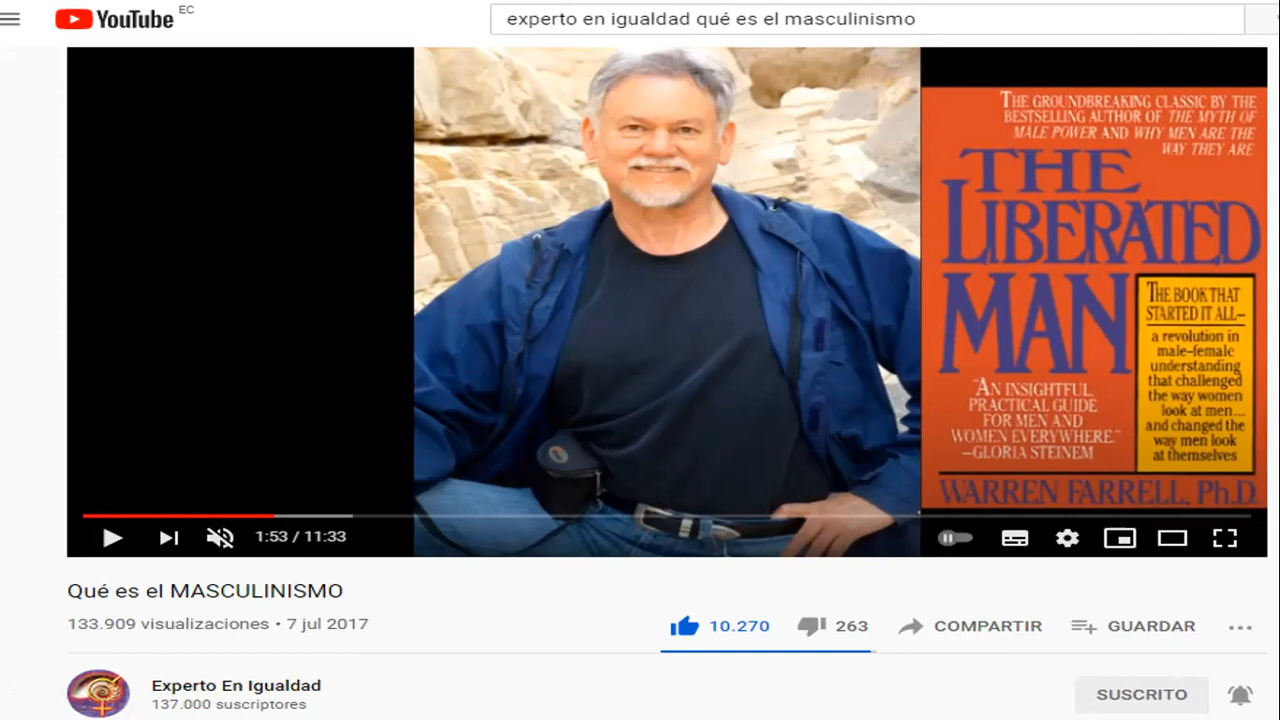 YouTube EC
experto en igualdad qué es el masculinismo
THE GROUNDBREAKING CLASSIC BY THE
BESTSELLING AUTHOR OF THE MYTH OF
MALE POWER AND WHY MEN ARE THE
WAY THEY ARE
THE
LIBERATED
MAN
THE BOOK THAT
STARTED IT ALL—
a revolution in
male–female
understanding
that challenged
the way women
look at men...
and changed the
way men look
at themselves
"AN INSIGHTFUL,
PRACTICAL GUIDE
FOR MEN AND
WOMEN EVERYWHERE."
—GLORIA STEINEM
WARREN FARRELL, Ph.D.
1:53 / 11:33
Qué es el MASCULINISMO
133.909 visualizaciones • 7 jul 2017
10.270
263
COMPARTIR
GUARDAR
Experto En Igualdad
137.000 suscriptores
SUSCRITO